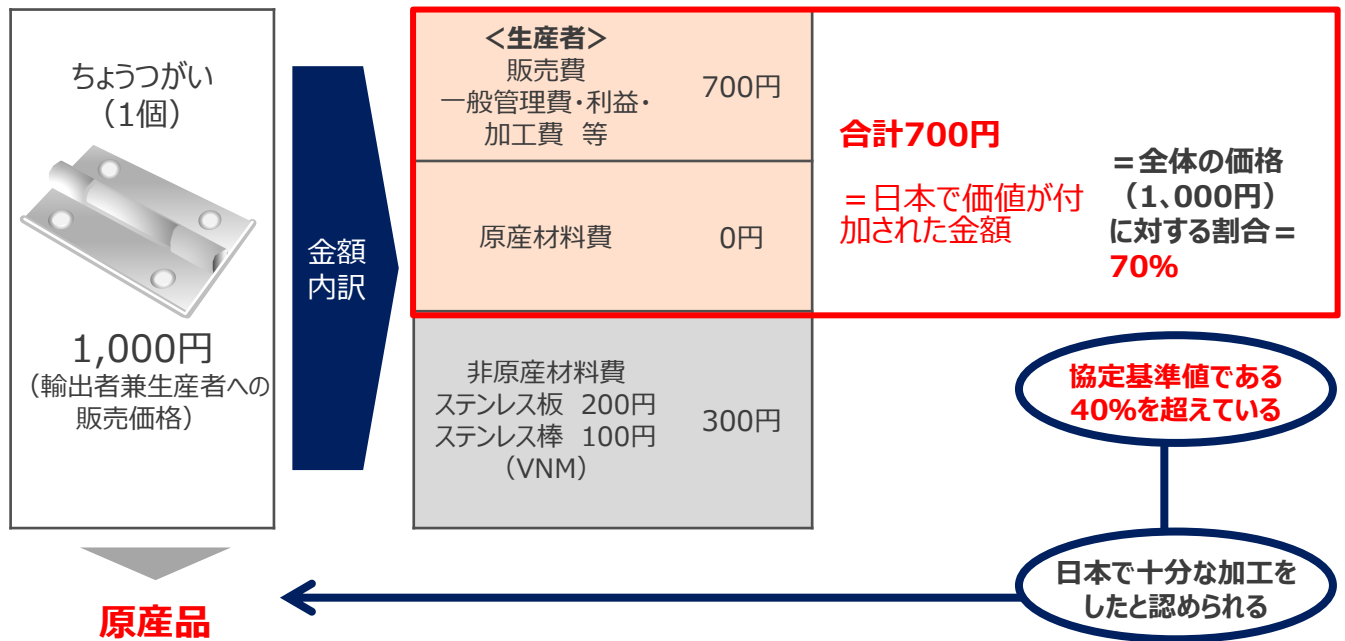 ちょうつがい
（1個）
1,000円
（輸出者兼生産者への
販売価格）
原産品
金額
内訳
＜生産者＞
販売費
一般管理費・利益・
加工費 等
700円
原産材料費
0円
非原産材料費
ステンレス板 200円
ステンレス棒 100円
（VNM）
300円
合計700円
＝日本で価値が付
加された金額
＝全体の価格
（1、000円）
に対する割合＝
70%
協定基準値である
40%を超えている
日本で十分な加工を
したと認められる